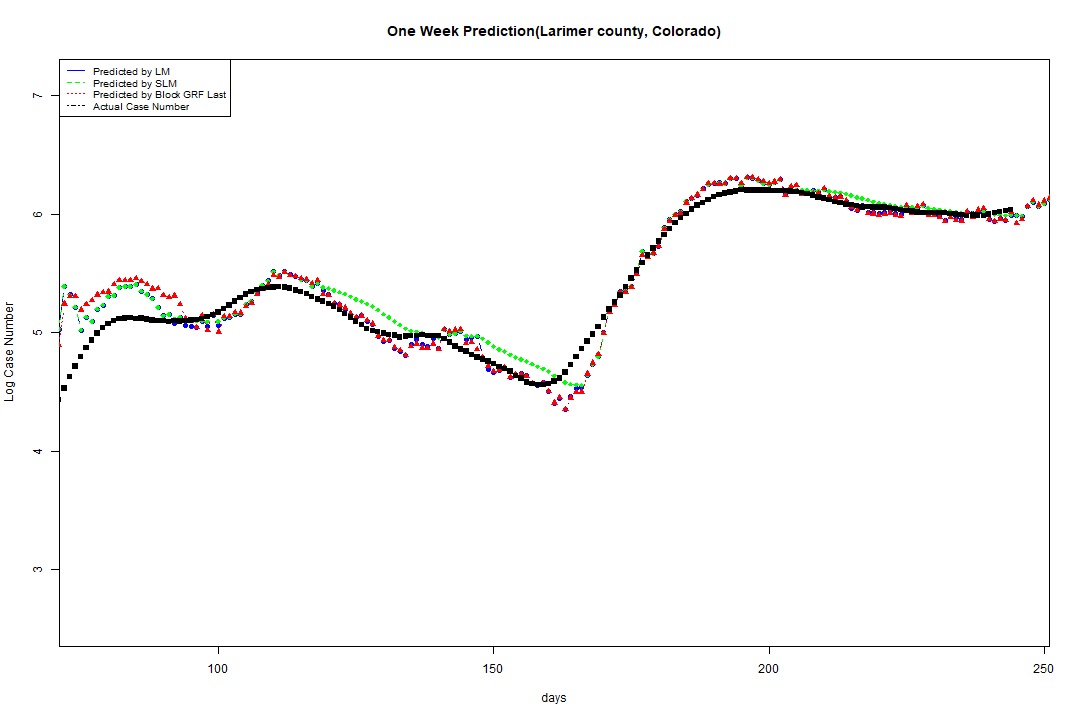 One Week Prediction(Larimer county, Colorado)
Predicted by LM
Predicted by SLM
Predicted by Block GRF Last
Actual Case Number
7
6
5
4
3
Log Case Number
100
150
200
250
days